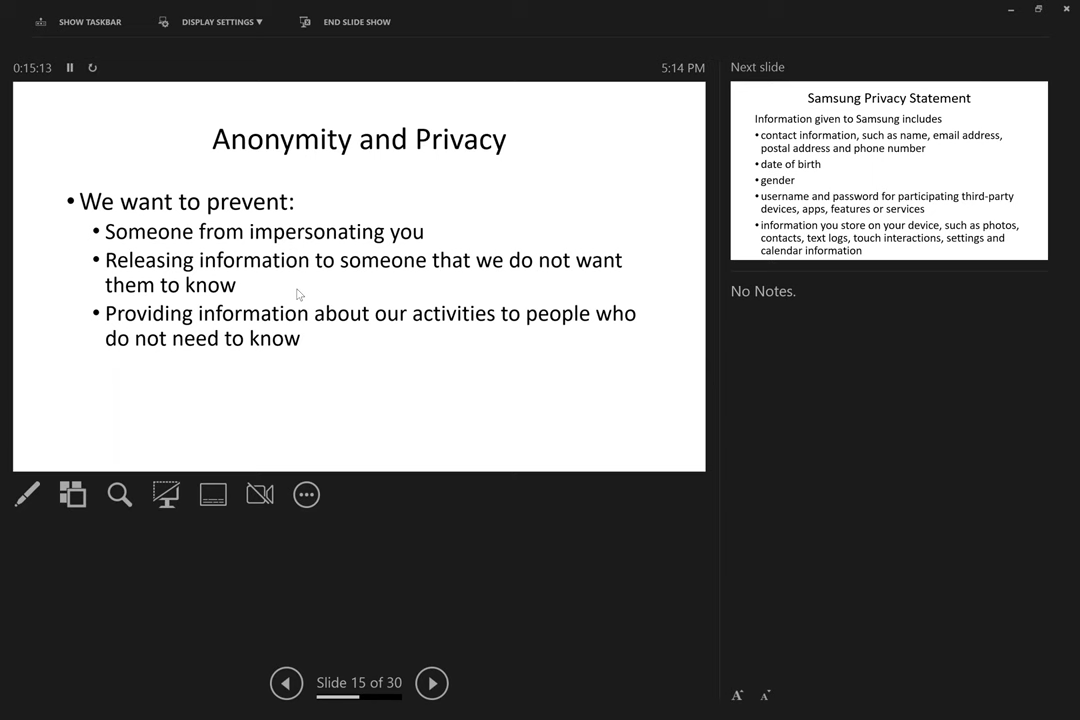 SHOW TASKBAR
DISPLAY SETTINGS ▼
END SLIDE SHOW
0:15:13
5:14 PM
Anonymity and Privacy
• We want to prevent:
• Someone from impersonating you
• Releasing information to someone that we do not want
them to know
• Providing information about our activities to people who
do not need to know
Slide 15 of 30
Next slide
Samsung Privacy Statement
Information given to Samsung includes
• contact information, such as name, email address,
postal address and phone number
• date of birth
• gender
• username and password for participating third-party
devices, apps, features or services
• information you store on your device, such as photos,
contacts, text logs, touch interactions, settings and
calendar information
No Notes.
A A